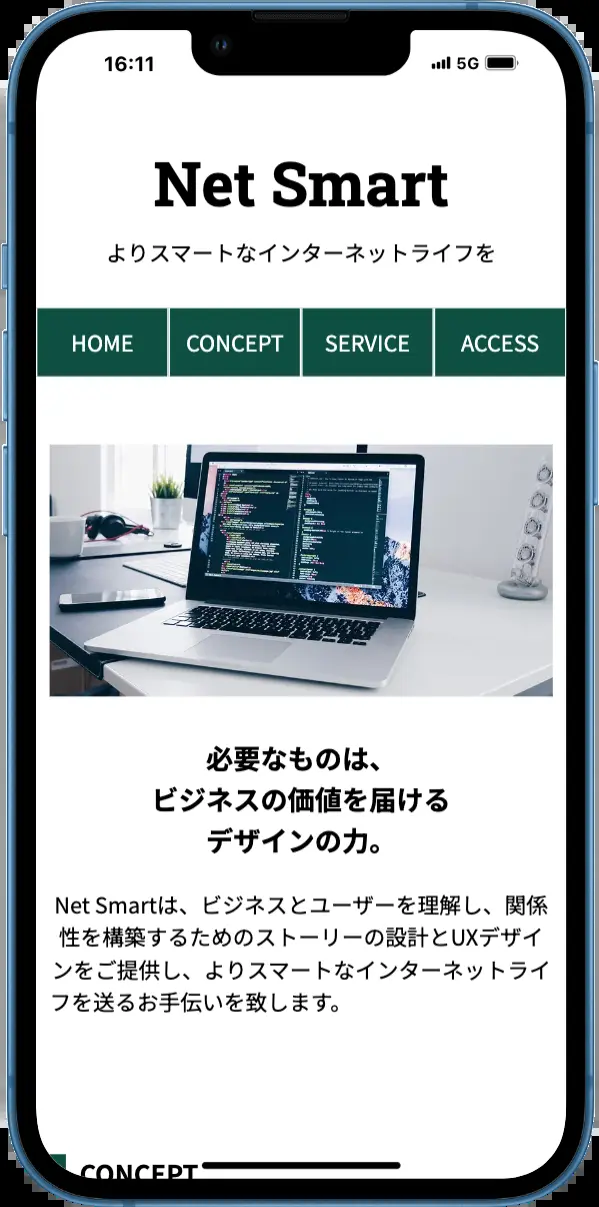 16:11
5G
Net Smart
よりスマートなインターネットライフを
HOME CONCEPT SERVICE ACCESS
必要なものは、
ビジネスの価値を届ける
デザインの力。
Net Smartは、ビジネスとユーザーを理解し、関係
性を構築するためのストーリーの設計とUXデザイ
ンをご提供し、よりスマートなインターネットライ
フを送るお手伝いを致します。
CONCEPT